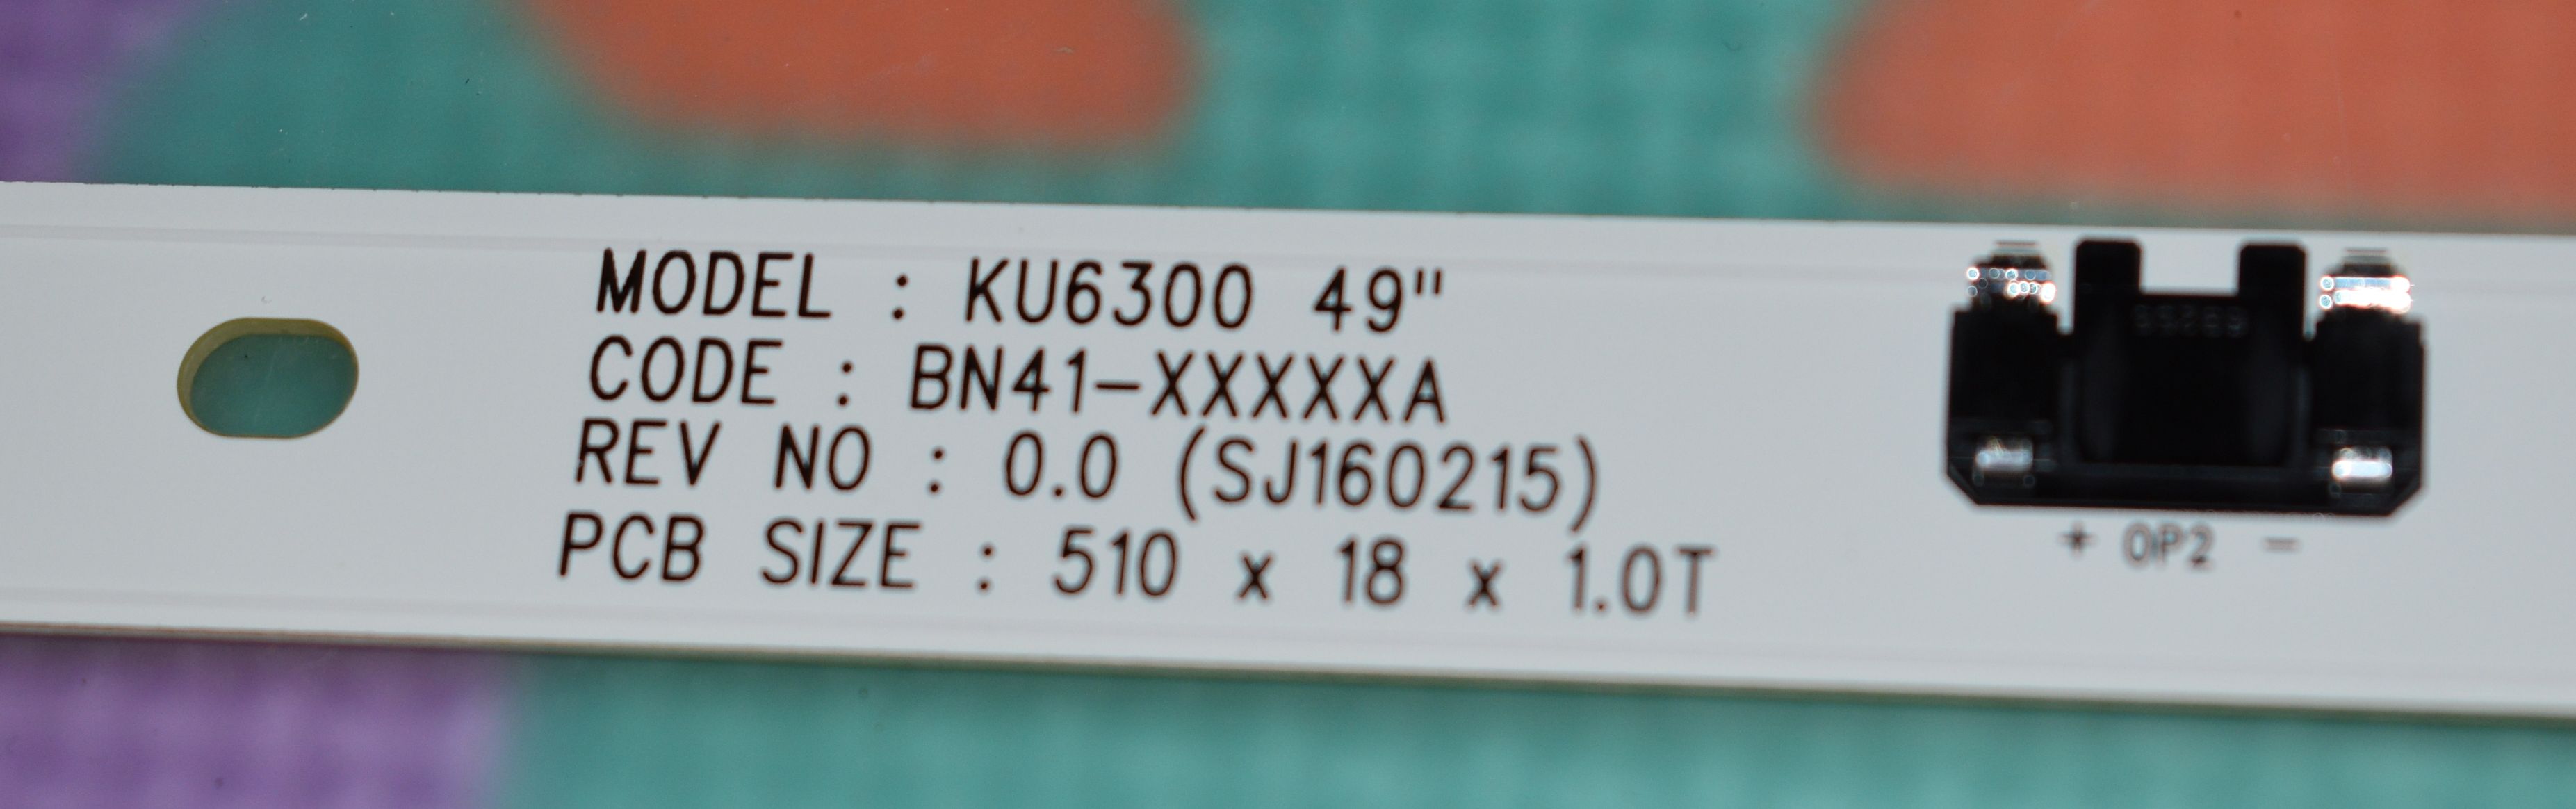 MODEL : KU6300 49"
CODE : BN41-XXXXXA
REV NO : 0.0 (SJ160215)
PCB SIZE : 510 x 18 x 1.0T
+ OP2 -